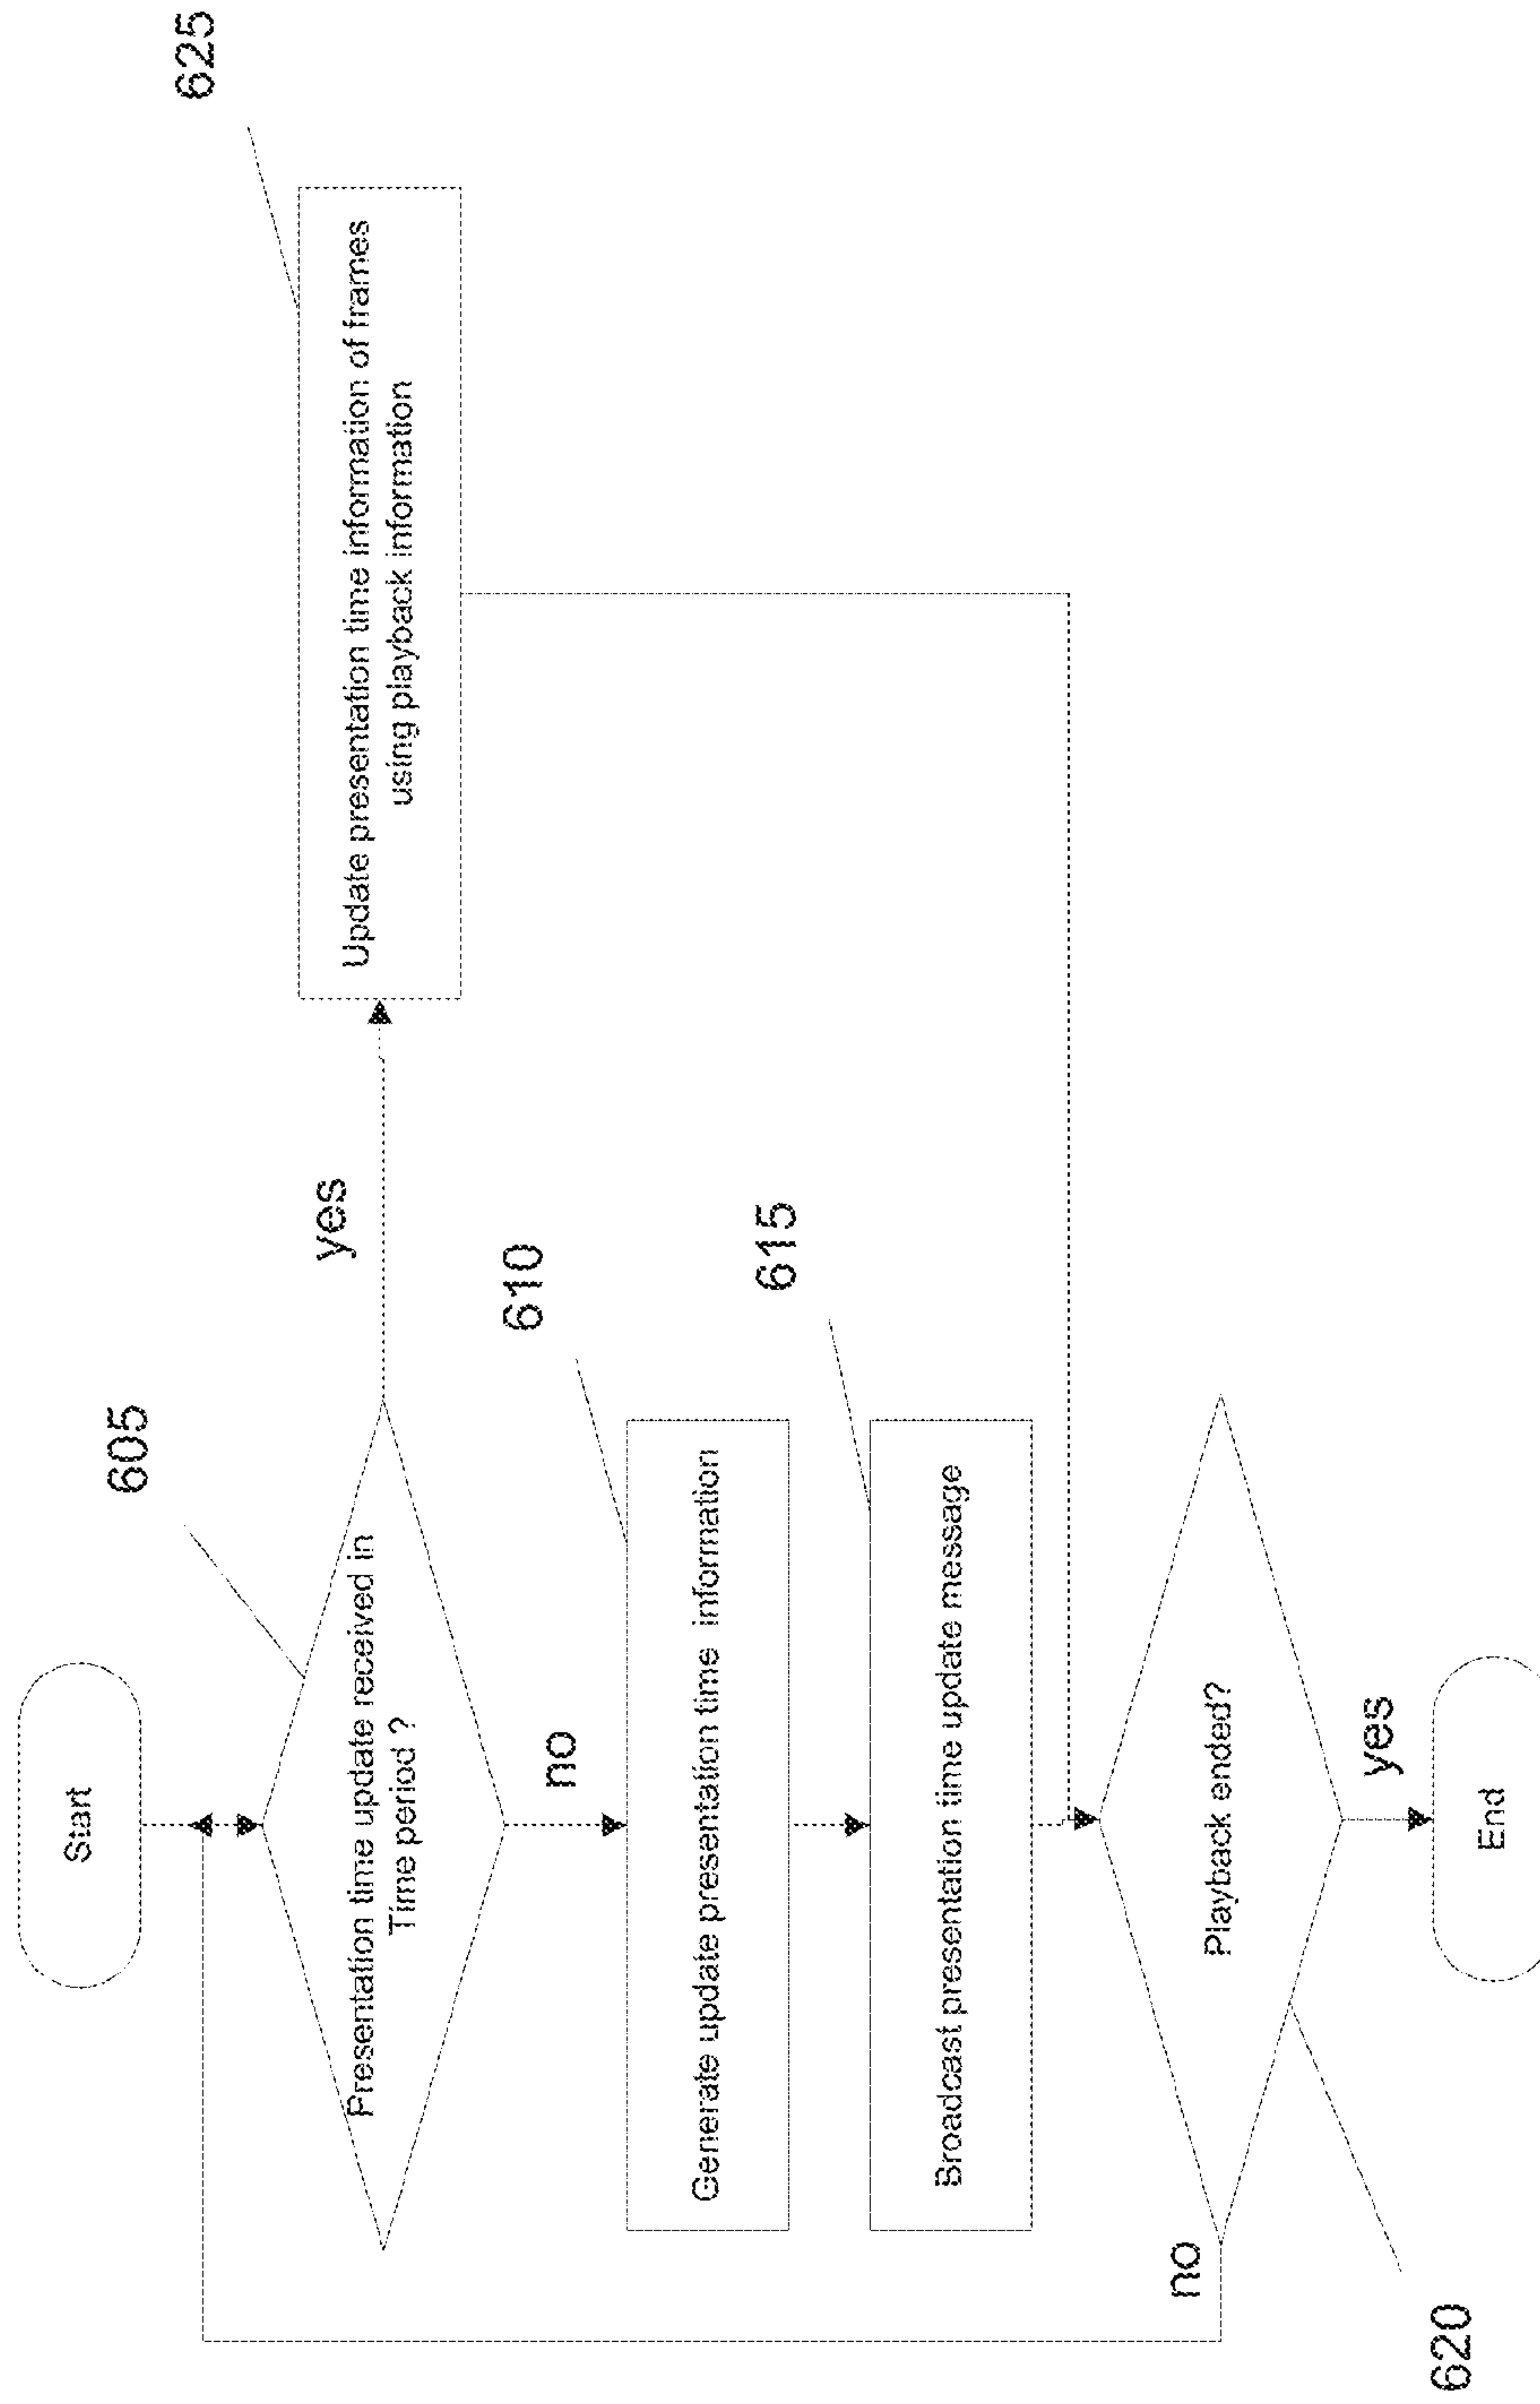 Start
605
Presentation time update received in
Time period ?
yes
625
Update presentation time information of frames
using playback information
no
610
Generate update presentation time information
615
Broadcast presentation time update message
Playback ended?
no
620
yes
End